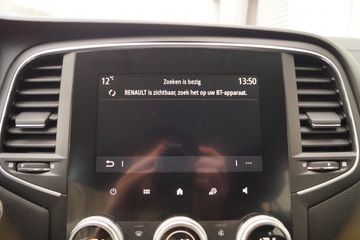 12°C Zoeken is bezig 13:50
RENAULT is zichtbaar, zoek het op uw BT-apparaat.